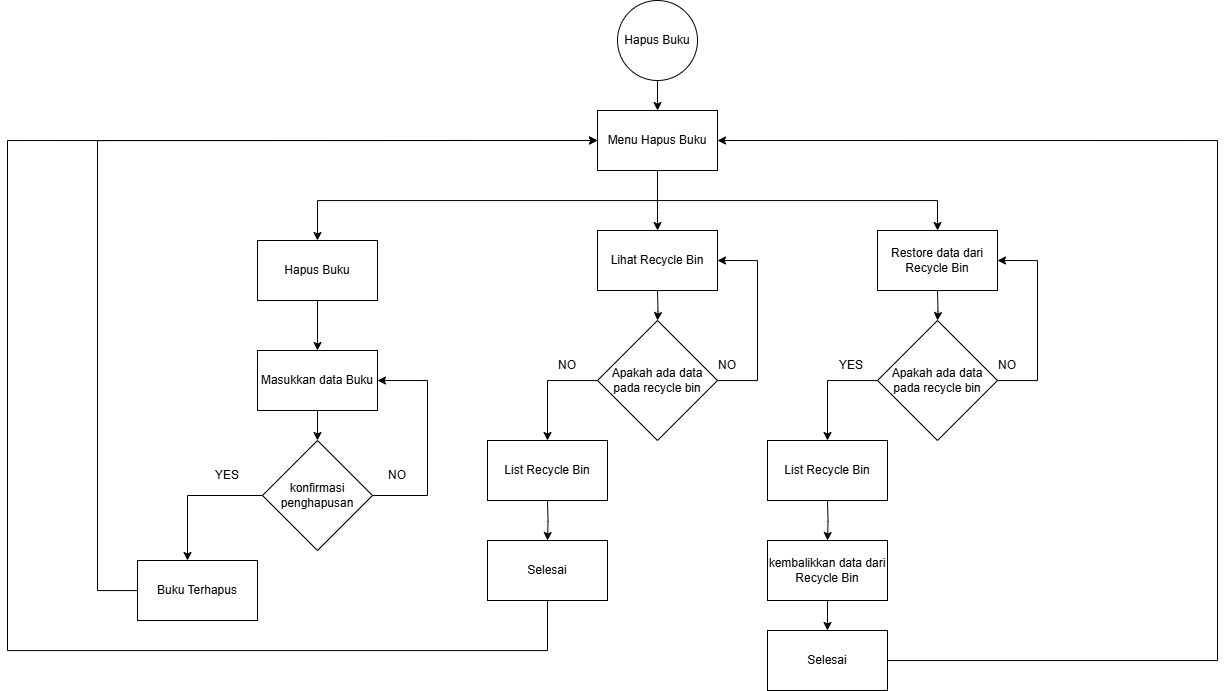 Hapus Buku
Menu Hapus Buku
Hapus Buku
Lihat Recycle Bin
Restore data dari
Recycle Bin
Masukkan data Buku
NO
Apakah ada data
pada recycle bin
NO
YES
Apakah ada data
pada recycle bin
NO
YES
konfirmasi
penghapusan
NO
List Recycle Bin
List Recycle Bin
Buku Terhapus
Selesai
kembalikkan data dari
Recycle Bin
Selesai